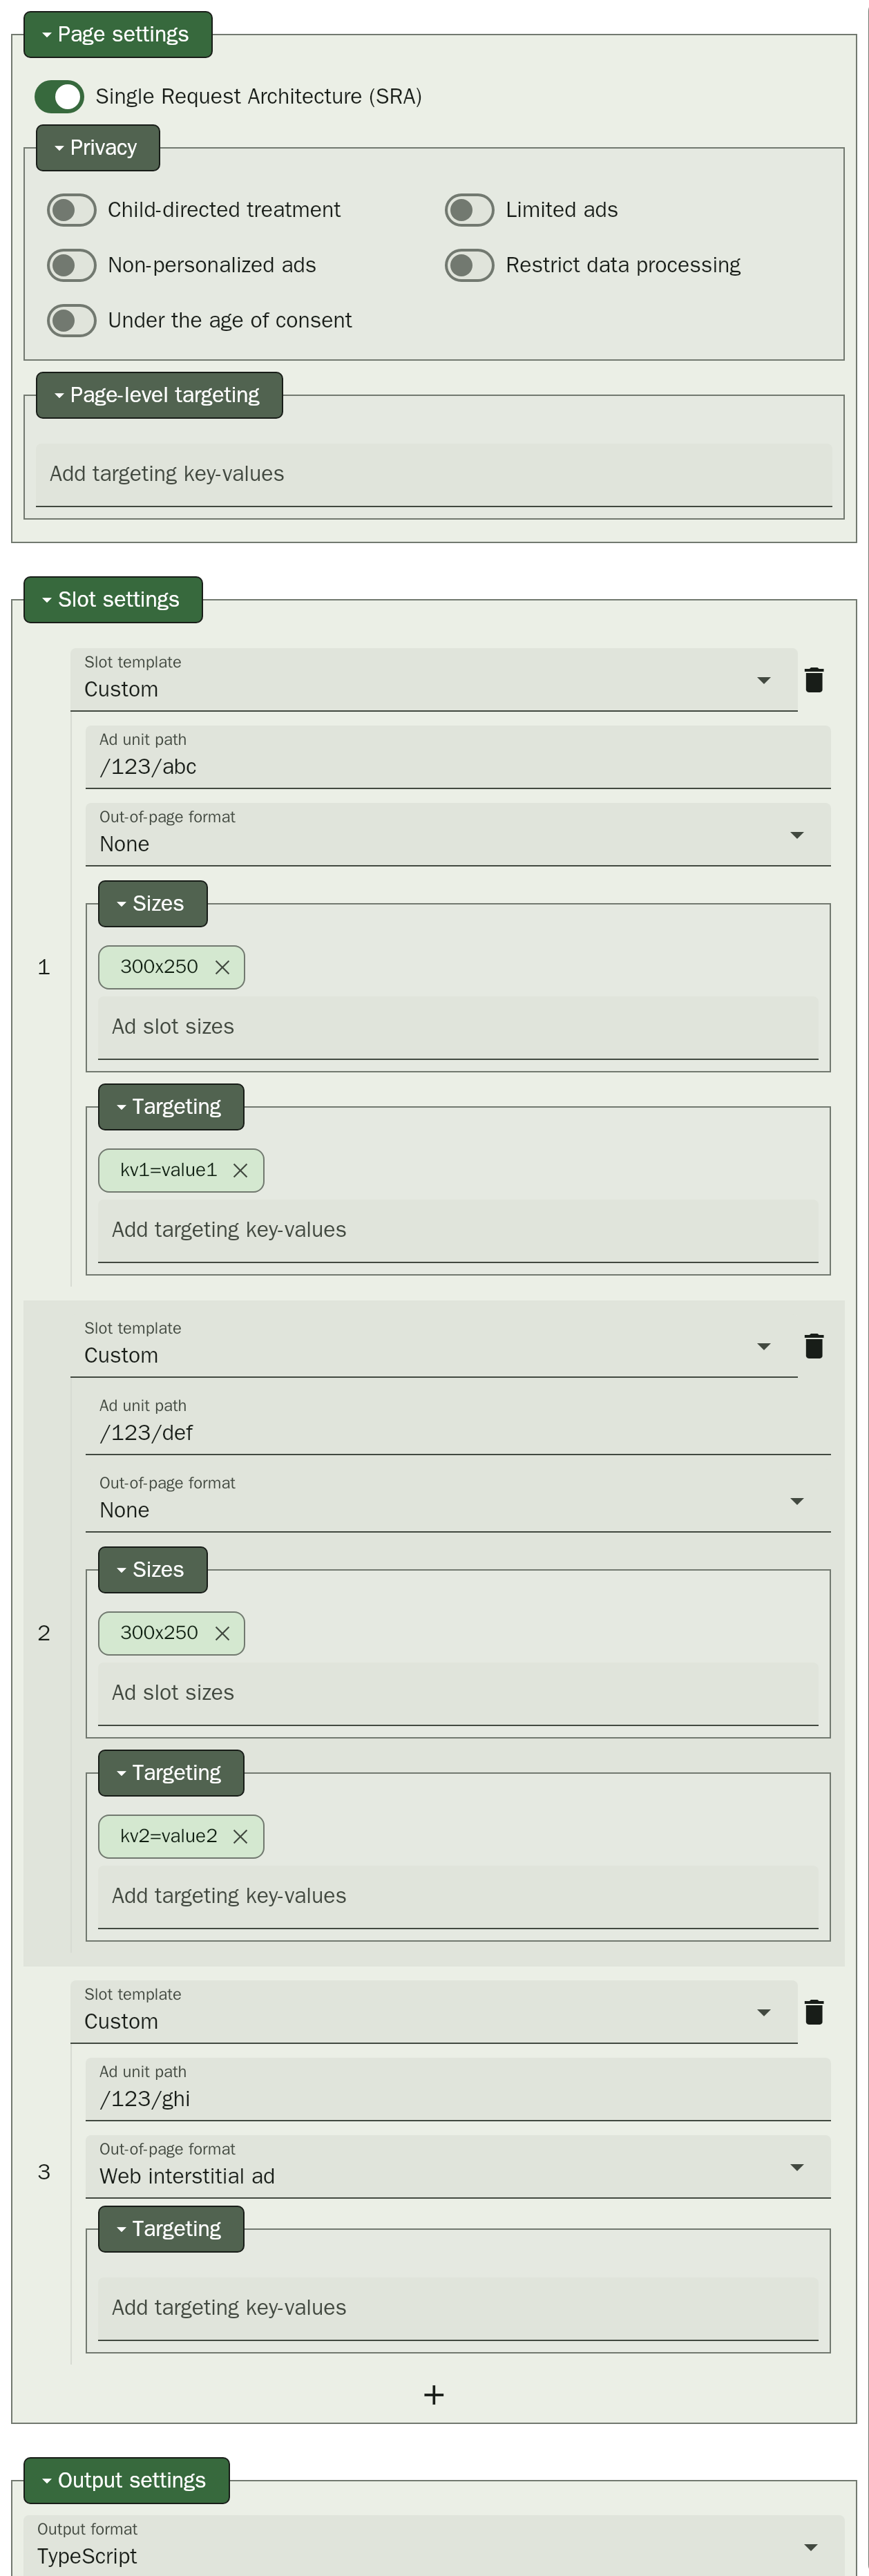 Page settings
Single Request Architecture (SRA)
Privacy
Child-directed treatment
Limited ads
Non-personalized ads
Restrict data processing
Under the age of consent
Page-level targeting
Add targeting key-values
Slot settings
Slot template
Custom
Ad unit path
/123/abc
Out-of-page format
None
Sizes
1
300x250
Ad slot sizes
Targeting
kv1=value1
Add targeting key-values
Slot template
Custom
Ad unit path
/123/def
Out-of-page format
None
Sizes
2
300x250
Ad slot sizes
Targeting
kv2=value2
Add targeting key-values
Slot template
Custom
Ad unit path
/123/ghi
Out-of-page format
3
Web interstitial ad
Targeting
Add targeting key-values
Output settings
Output format
TypeScript